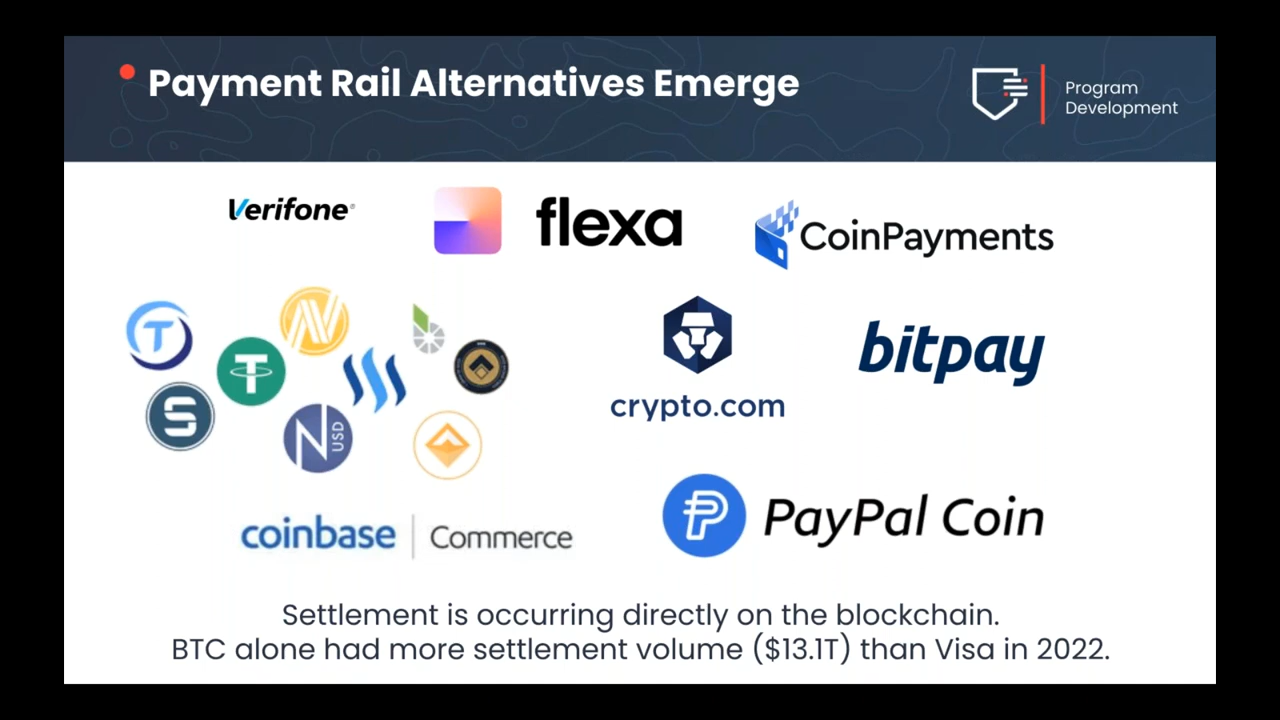 Payment Rail Alternatives Emerge
Program
Development
Verifone®
flexa
CoinPayments
T
N
T
S
N USD
crypto.com
bitpay
coinbase | Commerce
PayPal Coin
Settlement is occurring directly on the blockchain.
BTC alone had more settlement volume ($13.1T) than Visa in 2022.